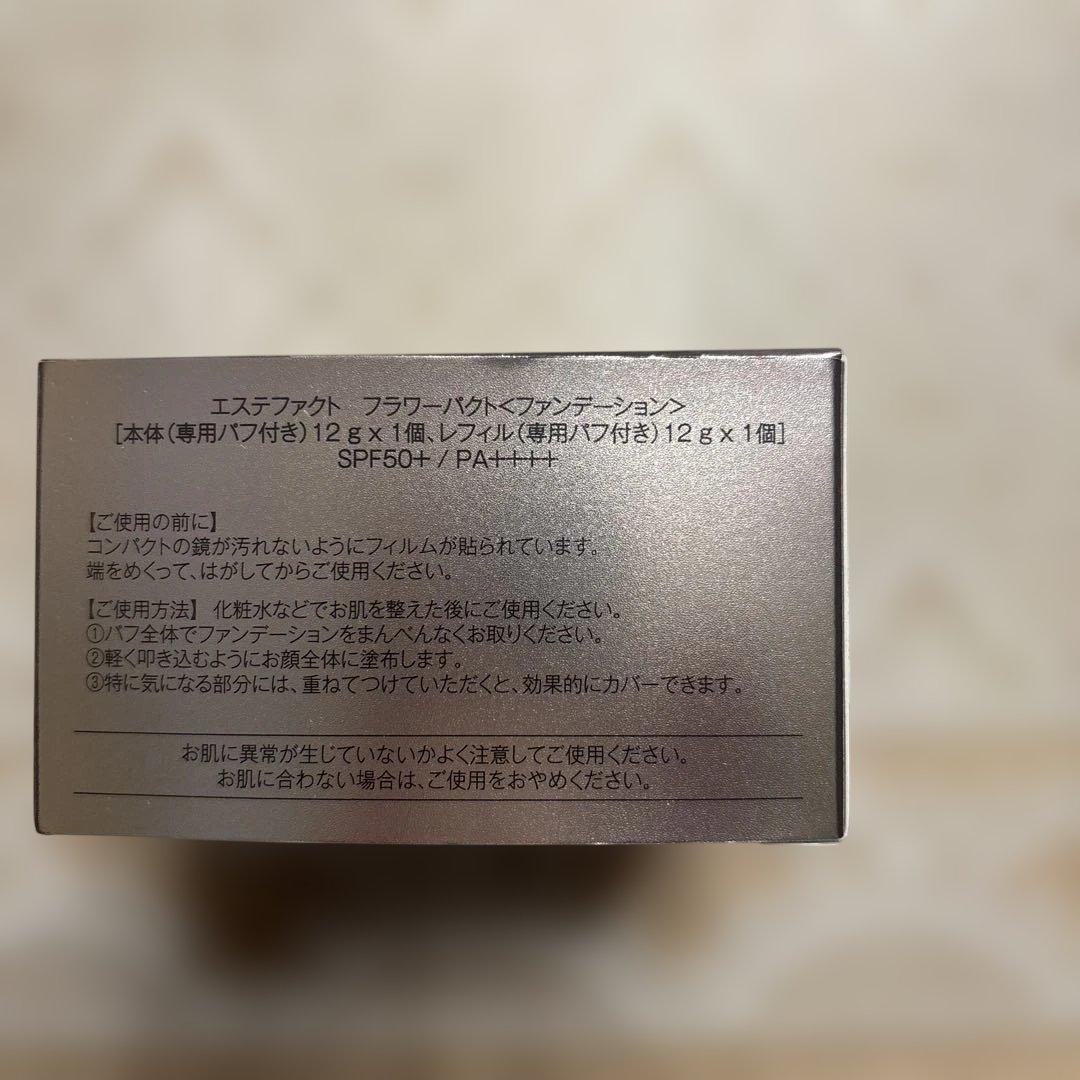 エステファクト　フラワーパクト<ファンデーション>
[本体(専用パフ付き)12ｇx 1個、レフィル(専用パフ付き)12ｇx 1個]
SPF50+ / PA++++
【ご使用の前に】
コンパクトの鏡が汚れないようにフィルムが貼られています。
端をめくって、はがしてからご使用ください。
【ご使用方法】 化粧水などでお肌を整えた後にご使用ください。
①パフ全体でファンデーションをまんべんなくお取りください。
②軽く叩き込むようにお顔全体に塗布します。
③特に気になる部分には、重ねてつけていただくと、効果的にカバーできます。
お肌に異常が生じていないかよく注意してご使用ください。
お肌に合わない場合は、ご使用をおやめください。